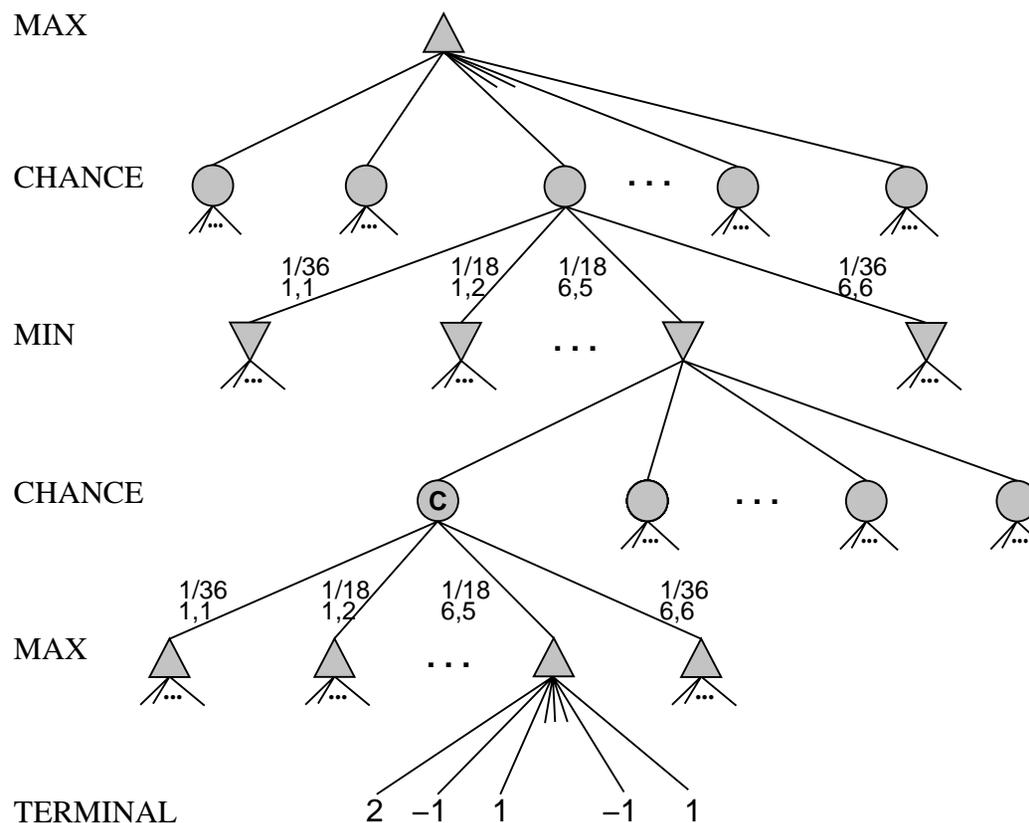 MAX
CHANCE
...
... ... ... ...
1/36 1/18 1/18 1/36
1,1 1,2 6,5 6,6
MIN
...
... ... ...
CHANCE
C ...
... ... ...
1/36 1/18 1/18 1/36
1,1 1,2 6,5 6,6
MAX
...
... ... ...
TERMINAL 2 –1 1 –1 1